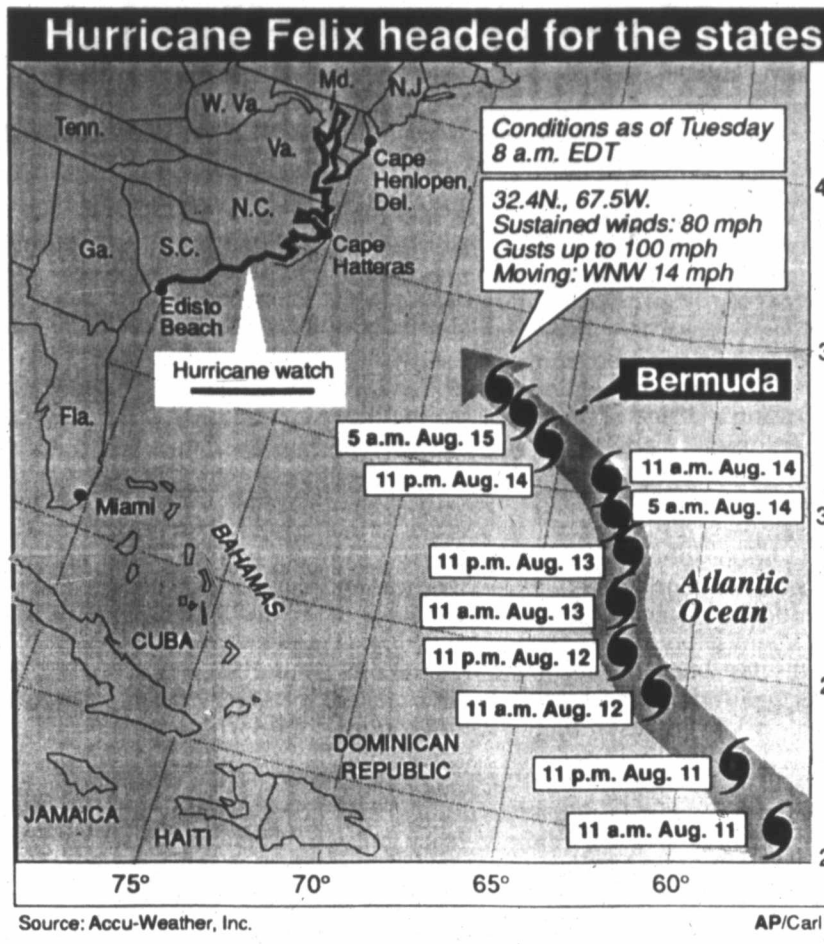 Hurricane Felix headed for the states
Md.
N.J.
W. Va.
Tenn.
Va.
Conditions as of Tuesday
8 a.m. EDT
Cape
Henlopen,
Del.
32.4N., 67.5W.
Sustained winds: 80 mph
Gusts up to 100 mph
Moving: WNW 14 mph
N.C.
Ga.
S.C.
Cape
Hatteras
Edisto
Beach
Hurricane watch
Bermuda
Fla.
5 a.m. Aug. 15
11 p.m. Aug. 14
11 a.m. Aug. 14
5 a.m. Aug. 14
Miami
BAHAMAS
11 p.m. Aug. 13
Atlantic
Ocean
11 a.m. Aug. 13
CUBA
11 p.m. Aug. 12
11 a.m. Aug. 12
DOMINICAN
REPUBLIC
11 p.m. Aug. 11
JAMAICA
HAITI
11 a.m. Aug. 11
75°
70°
65°
60°
Source: Accu-Weather, Inc.
AP/Carl